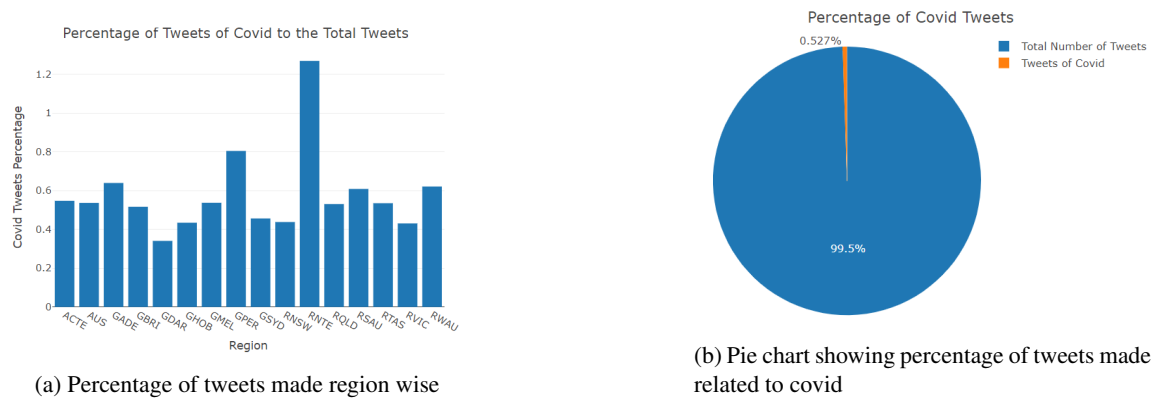 Percentage of Tweets of Covid to the Total Tweets
Covid Tweets Percentage
1.2
1
0.8
0.6
0.4
0.2
0
ACTE
AUS
GADE
GBRI
GDAR
GHOB
GMEL
GPER
GSYD
RNSW
RNTE
RQLD
RSAU
RTAS
RVIC
RWAU
Region
(a) Percentage of tweets made region wise
Percentage of Covid Tweets
0.527%
99.5%
Total Number of Tweets
Tweets of Covid
(b) Pie chart showing percentage of tweets made
related to covid